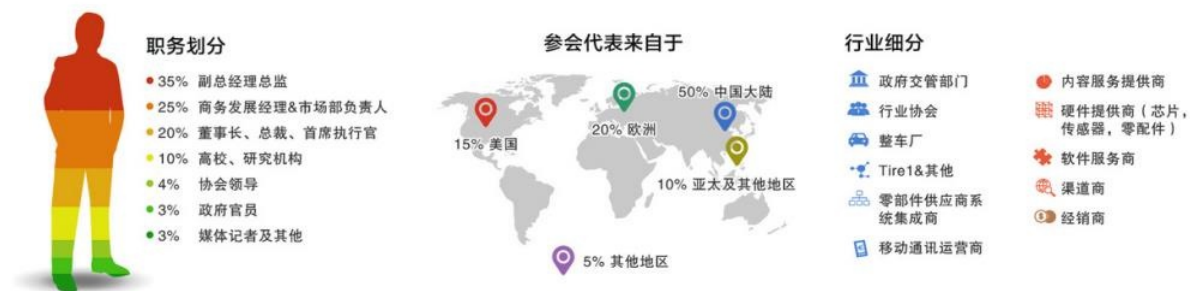 职务划分
35% 副总经理总监
25% 商务发展经理&市场部负责人
20% 董事长、总裁、首席执行官
10% 高校、研究机构
4% 协会领导
3% 政府官员
3% 媒体记者及其他
参会代表来自于
50% 中国大陆
20% 欧洲
15% 美国
10% 亚太及其他地区
5% 其他地区
行业细分
政府交管部门
行业协会
整车厂
Tire1&其他
零部件供应商系
统集成商
移动通讯运营商
内容服务提供商
硬件提供商（芯片，
传感器，零配件）
软件服务商
渠道商
经销商